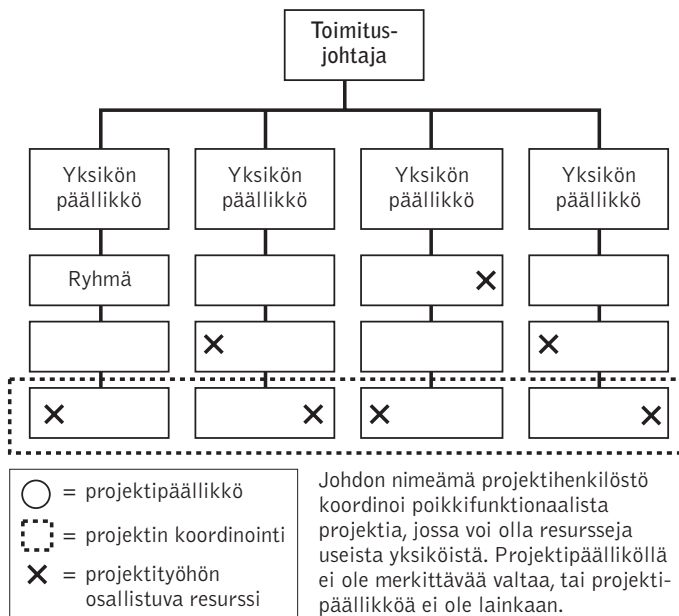 Toimitus-
johtaja
Yksikön
päällikkö
Yksikön
päällikkö
Yksikön
päällikkö
Yksikön
päällikkö
Ryhmä
= projektipäällikkö
= projektin koordinointi
= projektityöhön
osallistuva resurssi
Johdon nimeämä projektihenkilöstö
koordinoi poikkifunktionaalista
projektia, jossa voi olla resursseja
useista yksiköistä. Projektipäälliköllä
ei ole merkittävää valtaa, tai projekti-
päällikköä ei ole lainkaan.